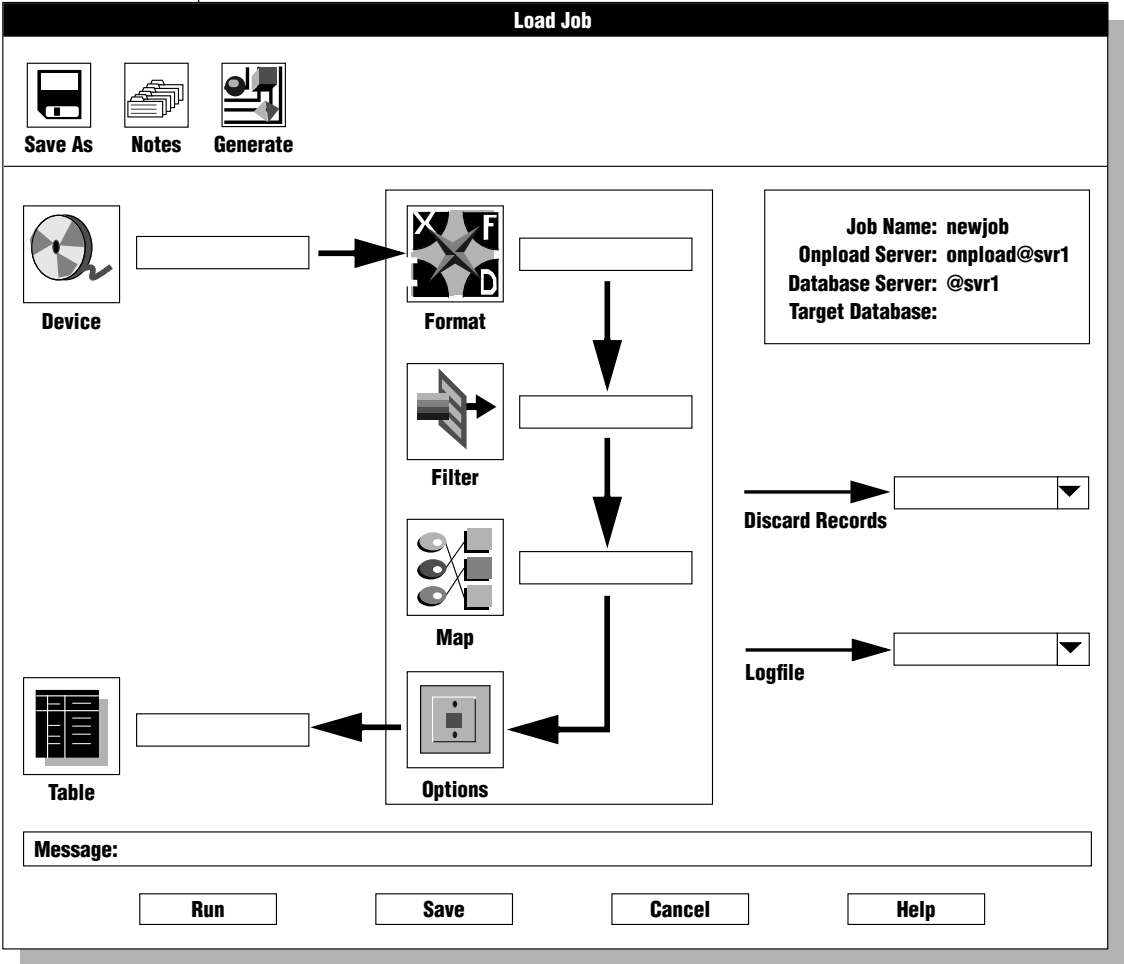 Load Job
Save As
Notes
Generate
Device
X F
D
Format
Job Name: newjob
Onpload Server: onpload@svr1
Database Server: @svr1
Target Database:
Filter
Discard Records
Map
Logfile
Table
Options
Message:
Run
Save
Cancel
Help